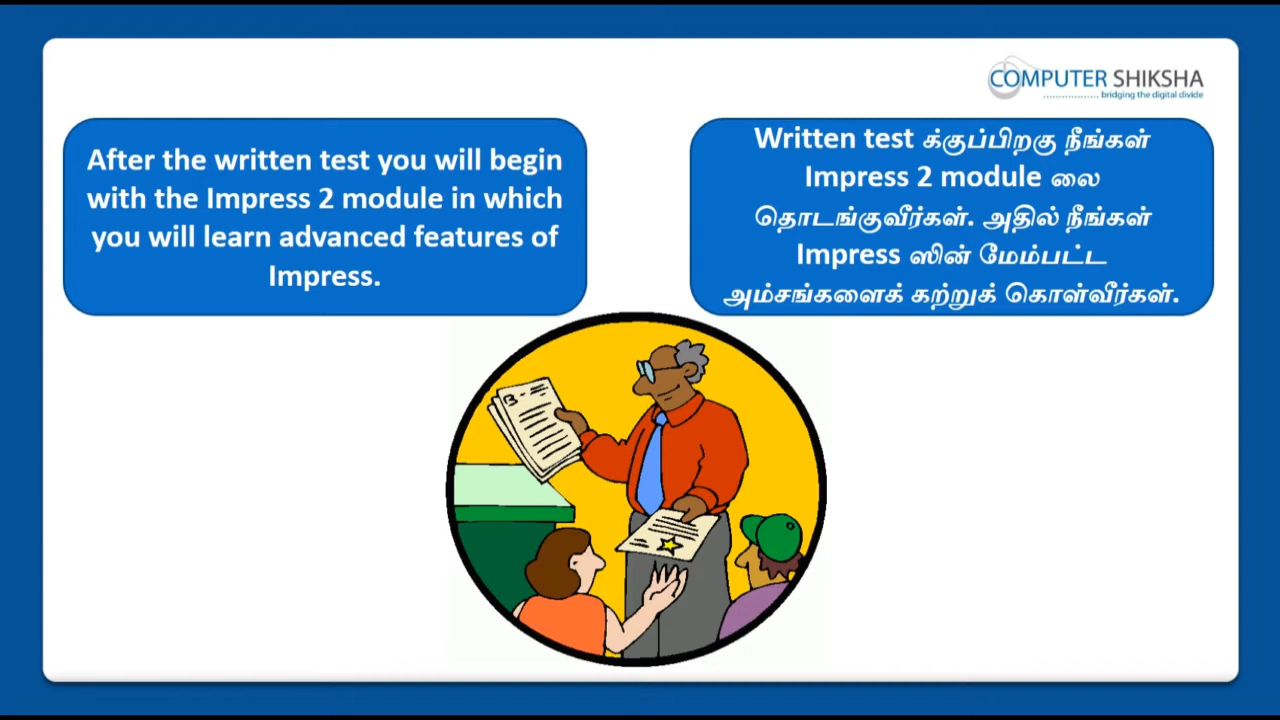 COMPUTER SHIKSHA
bridging the digital divide
After the written test you will begin
with the Impress 2 module in which
you will learn advanced features of
Impress.
Written test க்குப்பிறகு நீங்கள்
Impress 2 module லை
தொடங்குவீர்கள். அதில் நீங்கள்
Impress ஸின் மேம்பட்ட
அம்சங்களைக் கற்றுக் கொள்வீர்கள்.